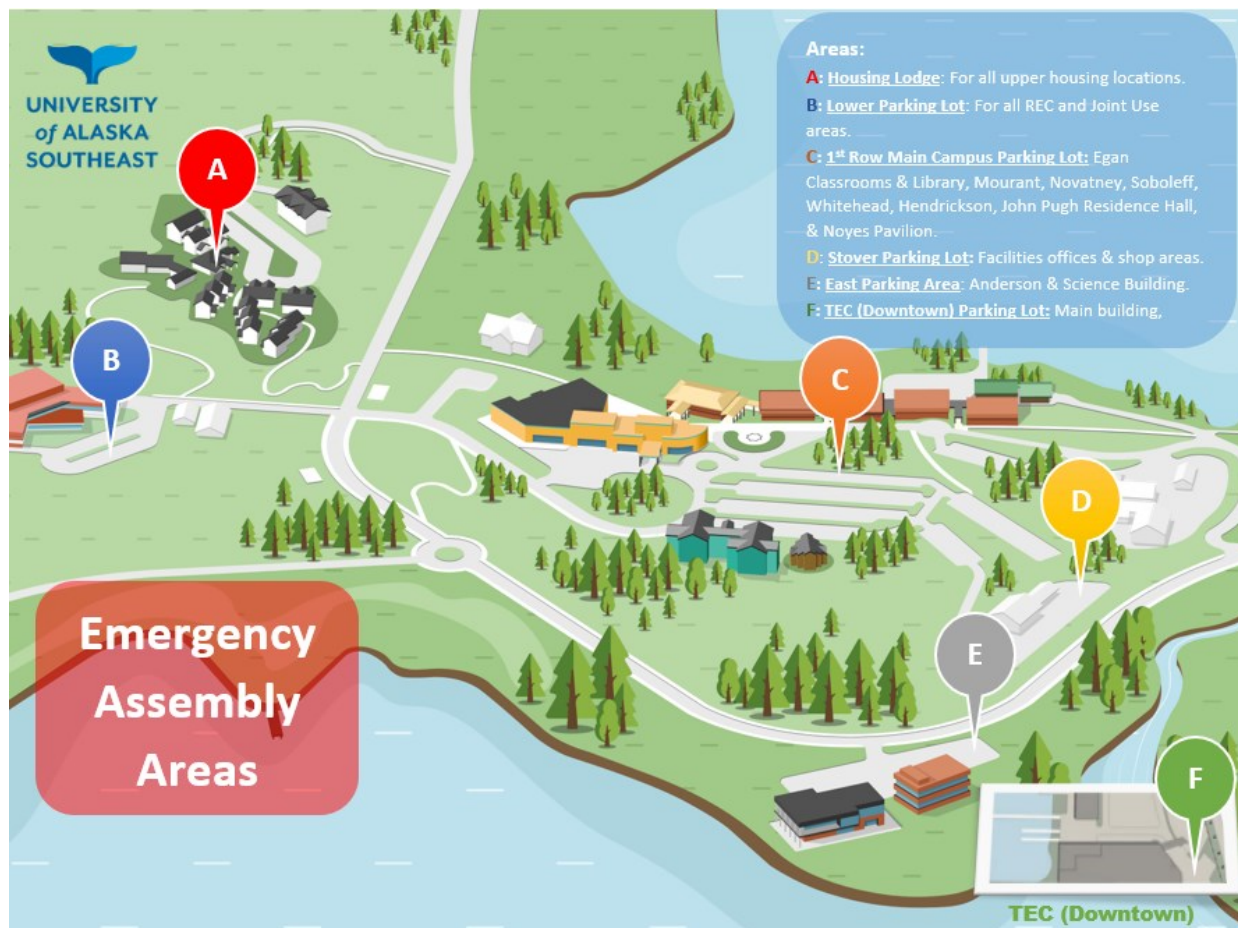 UNIVERSITY
of ALASKA
SOUTHEAST
Areas:
A: Housing Lodge: For all upper housing locations.
B: Lower Parking Lot: For all REC and Joint Use
areas.
C: 1st Row Main Campus Parking Lot: Egan
Classrooms & Library, Mourant, Novatney, Soboleff,
Whitehead, Hendrickson, John Pugh Residence Hall,
& Noyes Pavilion.
D: Stover Parking Lot: Facilities offices & shop areas.
E: East Parking Area: Anderson & Science Building.
F: TEC (Downtown) Parking Lot: Main building,
A
B
C
D
E
F
Emergency
Assembly
Areas
TEC (Downtown)